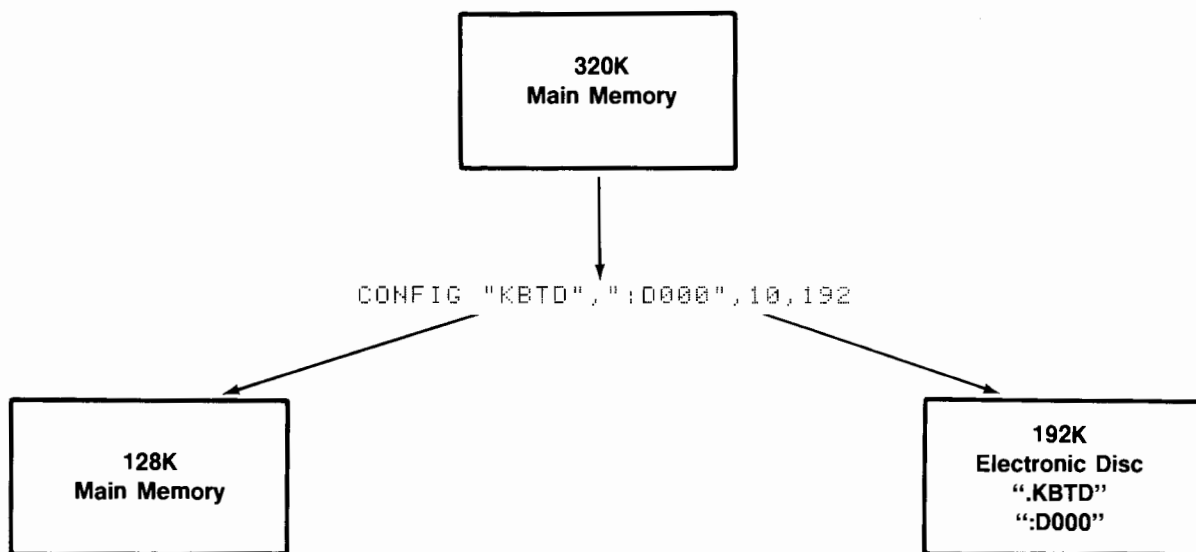 320K
Main Memory
CONFIG "KBTD",":D000",10,192
128K
Main Memory
192K
Electronic Disc
“.KBTD”
“:D000”